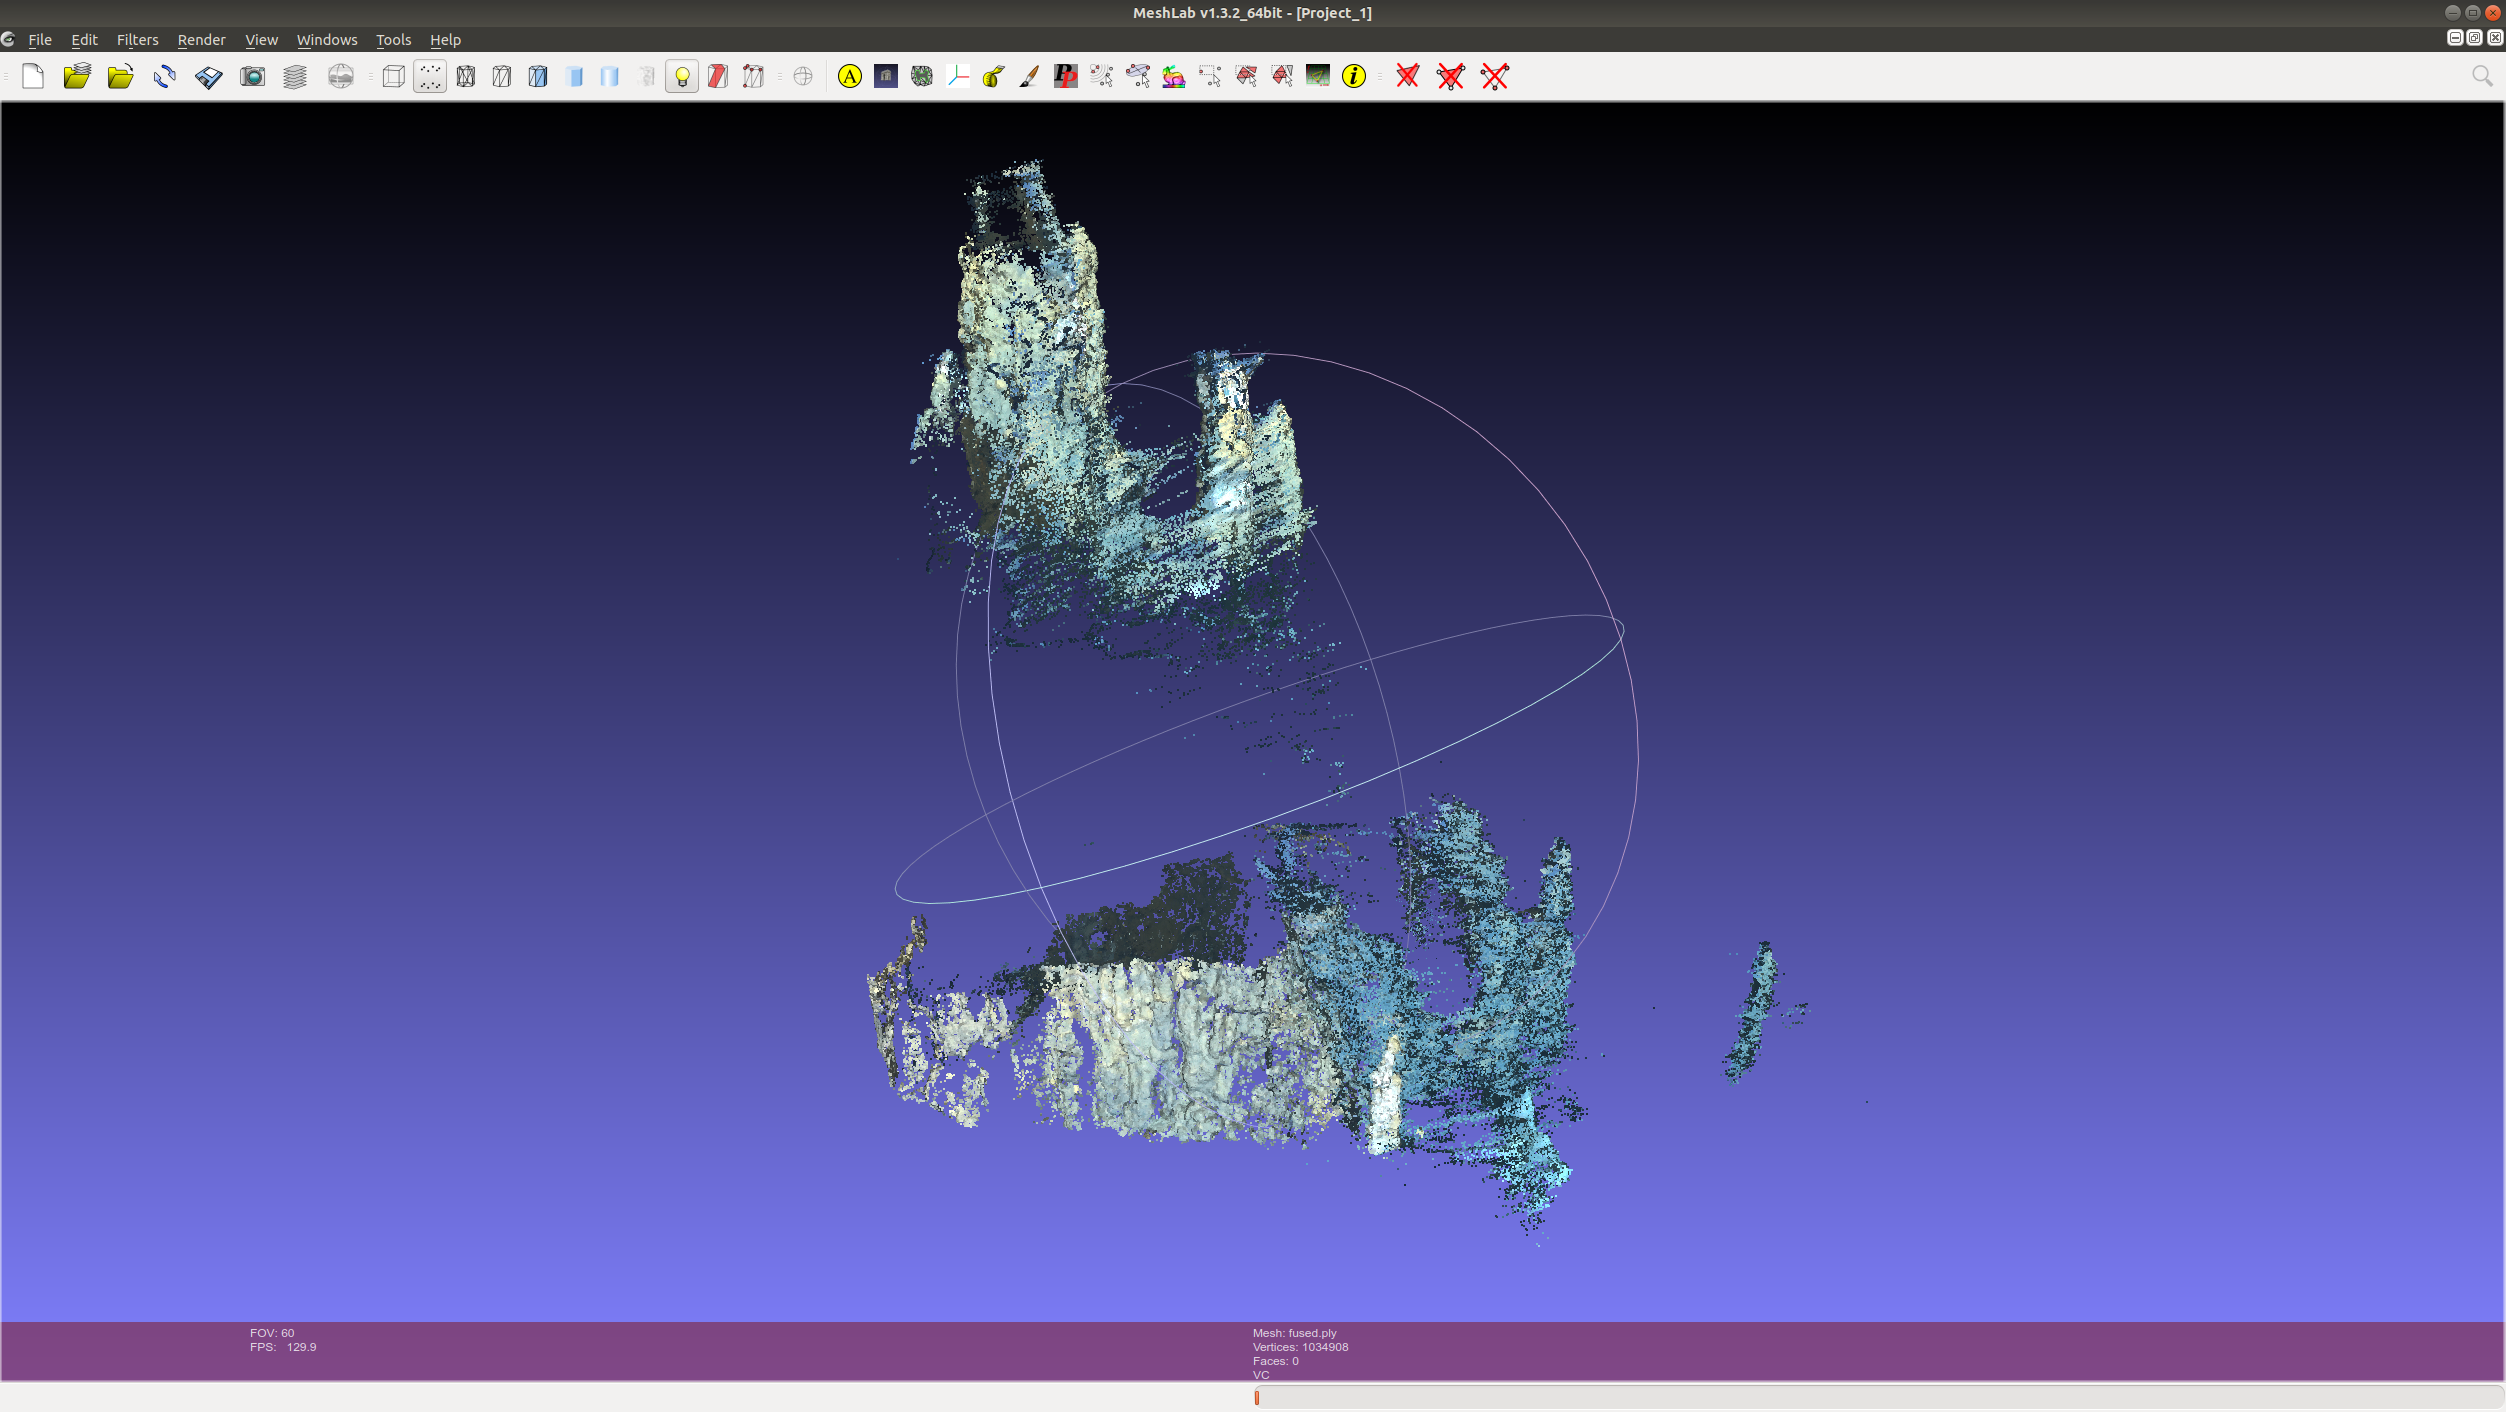 MeshLab v1.3.2_64bit - [Project_1]
File Edit Filters Render View Windows Tools Help
A
PP
i
FOV: 60
FPS: 129.9
Mesh: fused.ply
Vertices: 1034908
Faces: 0
VC